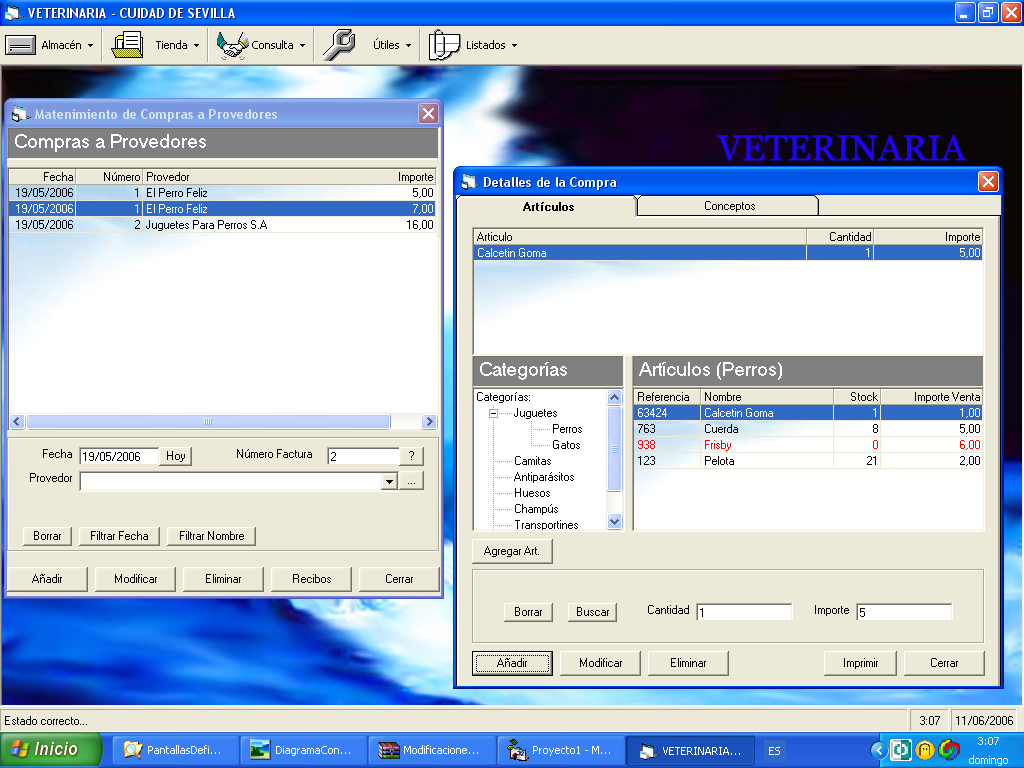 VETERINARIA - CUIDAD DE SEVILLA
Almacén Tienda Consulta Útiles Listados
VETERINARIA
Matenimiento de Compras a Provedores
Compras a Provedores
Fecha Número Provedor Importe
19/05/2006 1 El Perro Feliz 5,00
19/05/2006 1 El Perro Feliz 7,00
19/05/2006 2 Juguetes Para Perros S.A 16,00
Fecha 19/05/2006 Hoy Número Factura 2 ?
Provedor ...
Borrar Filtrar Fecha Filtrar Nombre
Añadir Modificar Eliminar Recibos Cerrar
Detalles de la Compra
Artículos Conceptos
Articulo Cantidad Importe
Calcetin Goma 1 5,00
Categorías
Categorías:
Juguetes
Perros
Gatos
Camitas
Antiparásitos
Huesos
Champús
Transportines
Artículos (Perros)
Referencia Nombre Stock Importe Venta
63424 Calcetin Goma 1 1,00
763 Cuerda 8 5,00
938 Frisby 0 6,00
123 Pelota 21 2,00
Agregar Art.
Borrar Buscar Cantidad 1 Importe 5
Añadir Modificar Eliminar Imprimir Cerrar
Estado correcto... 3:07 11/06/2006
Inicio PantallasDefi... DiagramaCon... Modificacione... Proyecto1 - M... VETERINARIA... ES 3:07
domingo